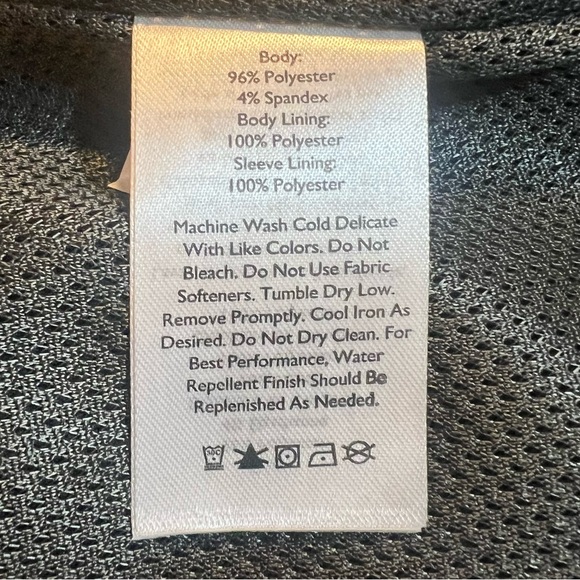 Body:
96% Polyester
4% Spandex
Body Lining:
100% Polyester
Sleeve Lining:
100% Polyester
Machine Wash Cold Delicate
With Like Colors. Do Not
Bleach. Do Not Use Fabric
Softeners. Tumble Dry Low.
Remove Promptly. Cool Iron As
Desired. Do Not Dry Clean. For
Best Performance, Water
Repellent Finish Should Be
Replenished As Needed.
30C